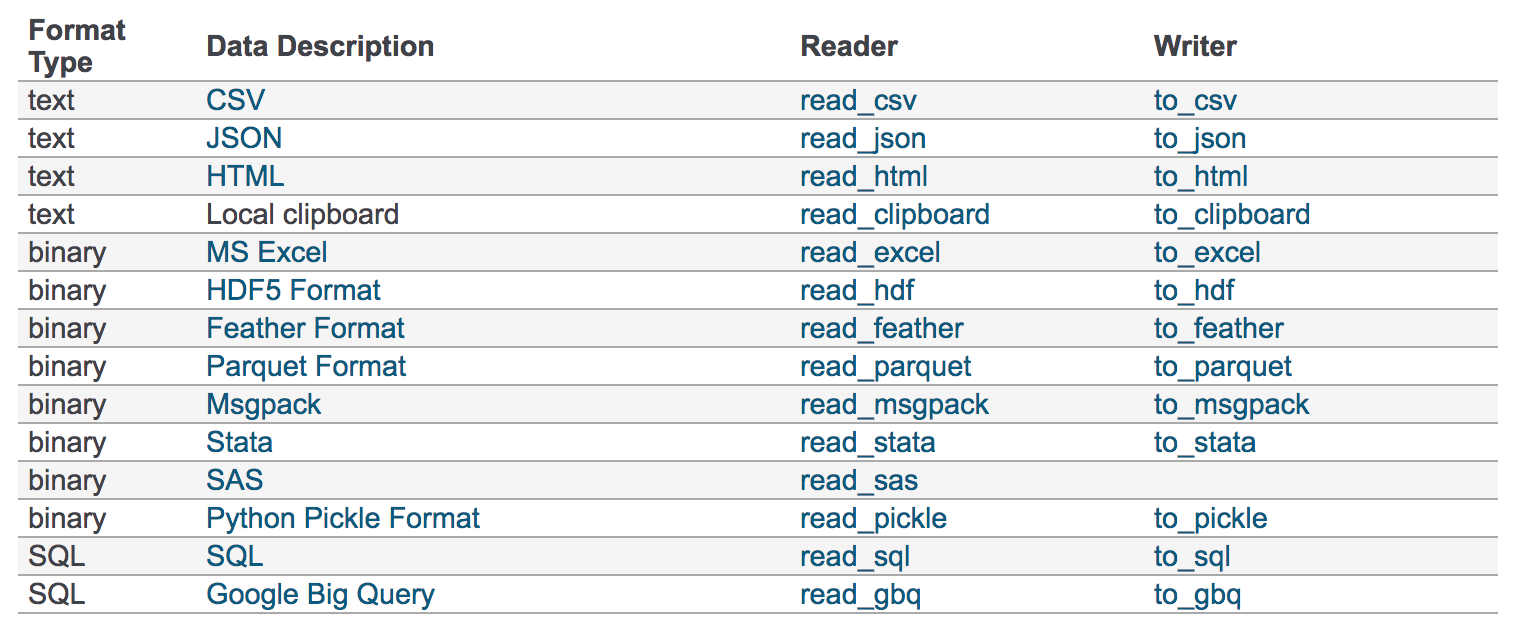 Format Type Data Description Reader Writer
text CSV read_csv to_csv
text JSON read_json to_json
text HTML read_html to_html
text Local clipboard read_clipboard to_clipboard
binary MS Excel read_excel to_excel
binary HDF5 Format read_hdf to_hdf
binary Feather Format read_feather to_feather
binary Parquet Format read_parquet to_parquet
binary Msgpack read_msgpack to_msgpack
binary Stata read_stata to_stata
binary SAS read_sas
binary Python Pickle Format read_pickle to_pickle
SQL SQL read_sql to_sql
SQL Google Big Query read_gbq to_gbq